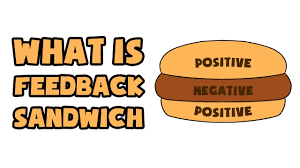 WHAT IS
FEEDBACK
SANDWICH
POSITIVE
NEGATIVE
POSITIVE